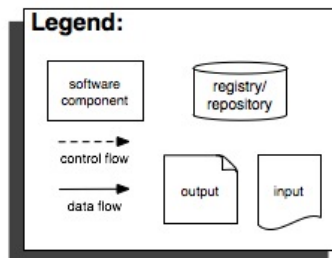 Legend:
software
component
registry/
repository
control flow
data flow
output
input